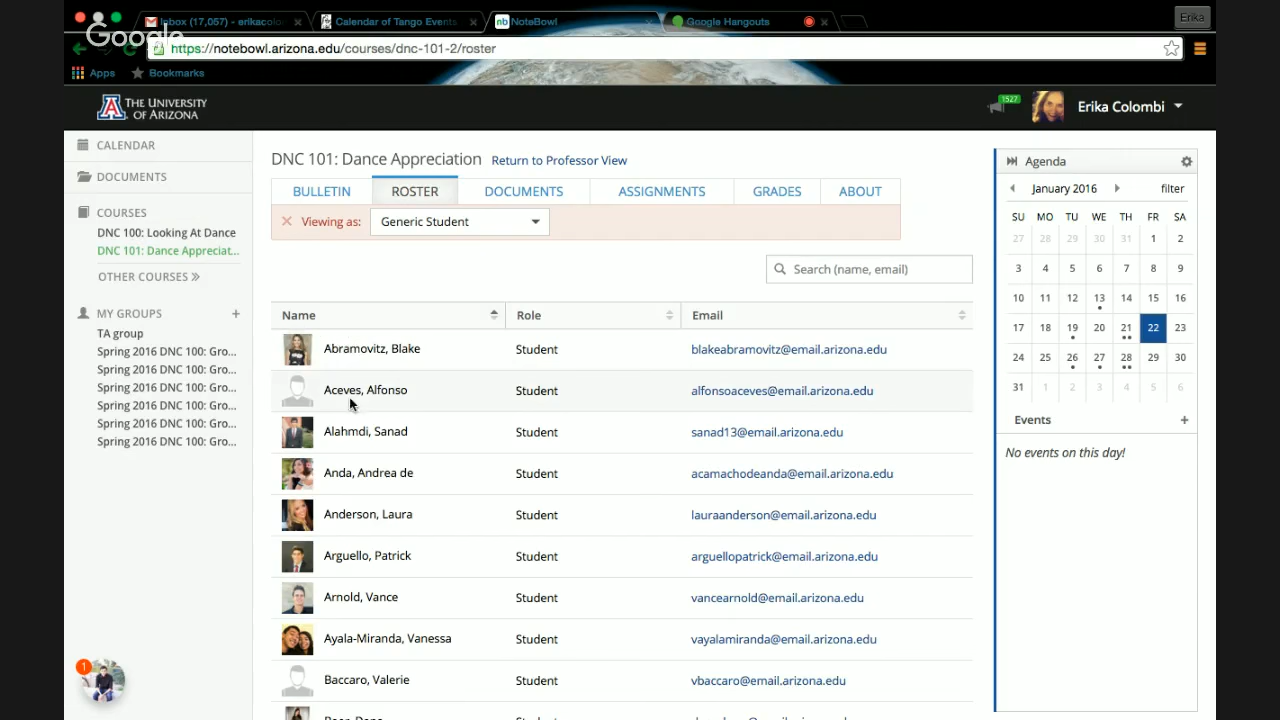 Inbox (17,057) - erikacolon
Calendar of Tango Events
NoteBowl
Google Hangouts
Erika
Google
https://notebowl.arizona.edu/courses/dnc-101-2/roster
Apps
Bookmarks
THE UNIVERSITY
OF ARIZONA
1527
Erika Colombi
CALENDAR
DOCUMENTS
COURSES
DNC 100: Looking At Dance
DNC 101: Dance Appreciat...
OTHER COURSES »
MY GROUPS +
TA group
Spring 2016 DNC 100: Gro...
Spring 2016 DNC 100: Gro...
Spring 2016 DNC 100: Gro...
Spring 2016 DNC 100: Gro...
Spring 2016 DNC 100: Gro...
Spring 2016 DNC 100: Gro...
1
DNC 101: Dance Appreciation Return to Professor View
BULLETIN ROSTER DOCUMENTS ASSIGNMENTS GRADES ABOUT
Viewing as: Generic Student
Search (name, email)
Name Role Email
Abramovitz, Blake Student blakeabramovitz@email.arizona.edu
Aceves, Alfonso Student alfonsoaceves@email.arizona.edu
Alahmdi, Sanad Student sanad13@email.arizona.edu
Anda, Andrea de Student acamachodeanda@email.arizona.edu
Anderson, Laura Student lauraanderson@email.arizona.edu
Arguello, Patrick Student arguellopatrick@email.arizona.edu
Arnold, Vance Student vancearnold@email.arizona.edu
Ayala-Miranda, Vanessa Student vayalamiranda@email.arizona.edu
Baccaro, Valerie Student vbaccaro@email.arizona.edu
Agenda
January 2016 filter
SU MO TU WE TH FR SA
27 28 29 30 31 1 2
3 4 5 6 7 8 9
10 11 12 13 14 15 16
17 18 19 20 21 22 23
24 25 26 27 28 29 30
31 1 2 3 4 5 6
Events +
No events on this day!